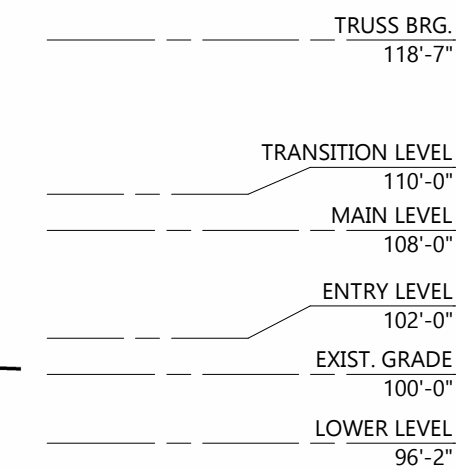 TRUSS BRG.
118'-7"
TRANSITION LEVEL
110'-0"
MAIN LEVEL
108'-0"
ENTRY LEVEL
102'-0"
EXIST. GRADE
100'-0"
LOWER LEVEL
96'-2"